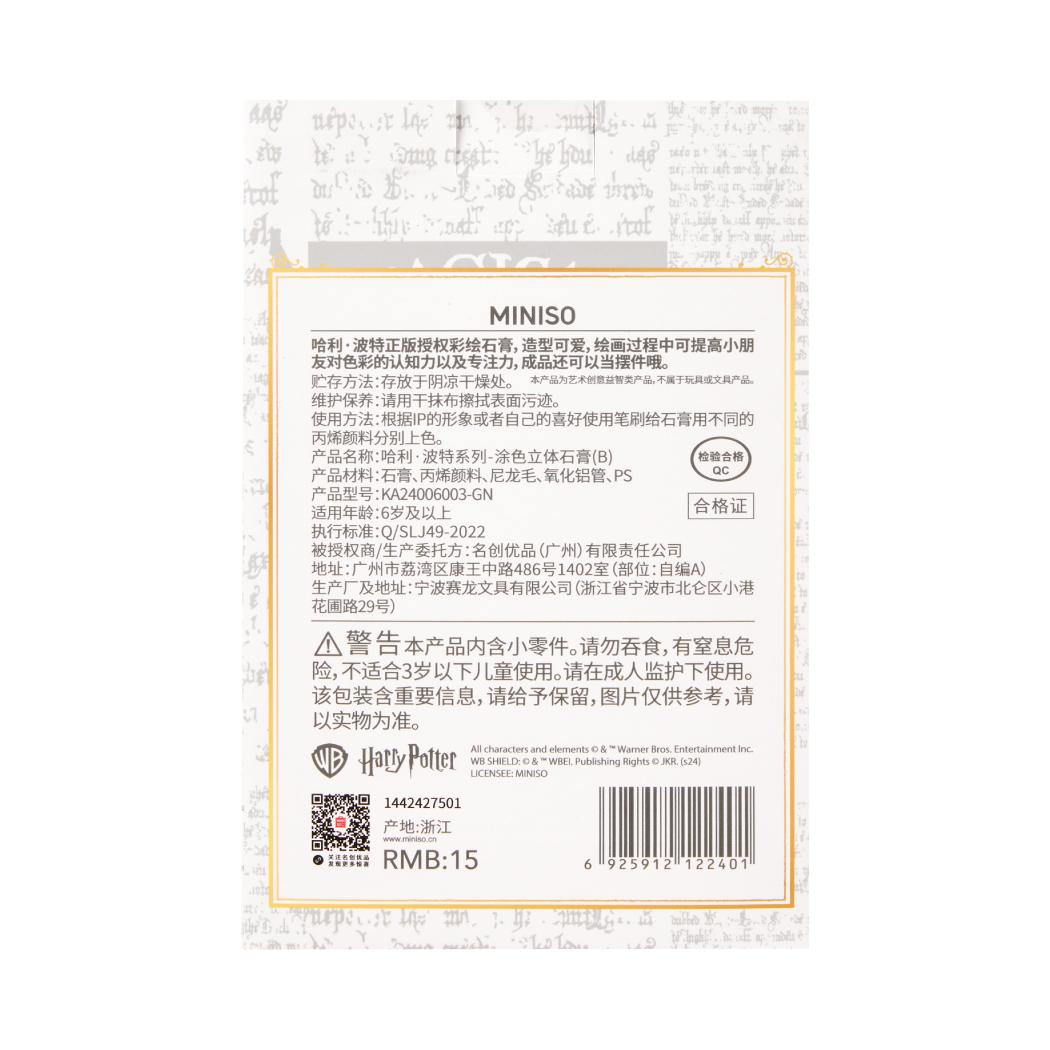 MINISO
哈利·波特正版授权彩绘石膏,造型可爱,绘画过程中可提高小朋
友对色彩的认知力以及专注力,成品还可以当摆件哦。
贮存方法:存放于阴凉干燥处。 本产品为艺术创意益智类产品,不属于玩具或文具产品。
维护保养:请用干抹布擦拭表面污迹。
使用方法:根据IP的形象或者自己的喜好使用笔刷给石膏用不同的
丙烯颜料分别上色。
产品名称:哈利·波特系列-涂色立体石膏(B)
检验合格
QC
产品材料:石膏、丙烯颜料、尼龙毛、氧化铝管、PS
产品型号:KA24006003-GN
合格证
适用年龄:6岁及以上
执行标准:Q/SLJ49-2022
被授权商/生产委托方:名创优品(广州)有限责任公司
地址:广州市荔湾区康王中路486号1402室(部位:自编A)
生产厂及地址:宁波赛龙文具有限公司(浙江省宁波市北仑区小港
花圃路29号)
警告本产品内含小零件。请勿吞食,有窒息危
险,不适合3岁以下儿童使用。请在成人监护下使用。
该包装含重要信息,请给予保留,图片仅供参考,请
以实物为准。
WB Harry Potter
All characters and elements © & ™ Warner Bros. Entertainment Inc.
WB SHIELD: © & ™ WBEI. Publishing Rights © JKR. (s24)
LICENSEE: MINISO
1442427501
产地:浙江
www.miniso.cn
RMB:15
关注名创优品
发现更多惊喜
6 925912 122401